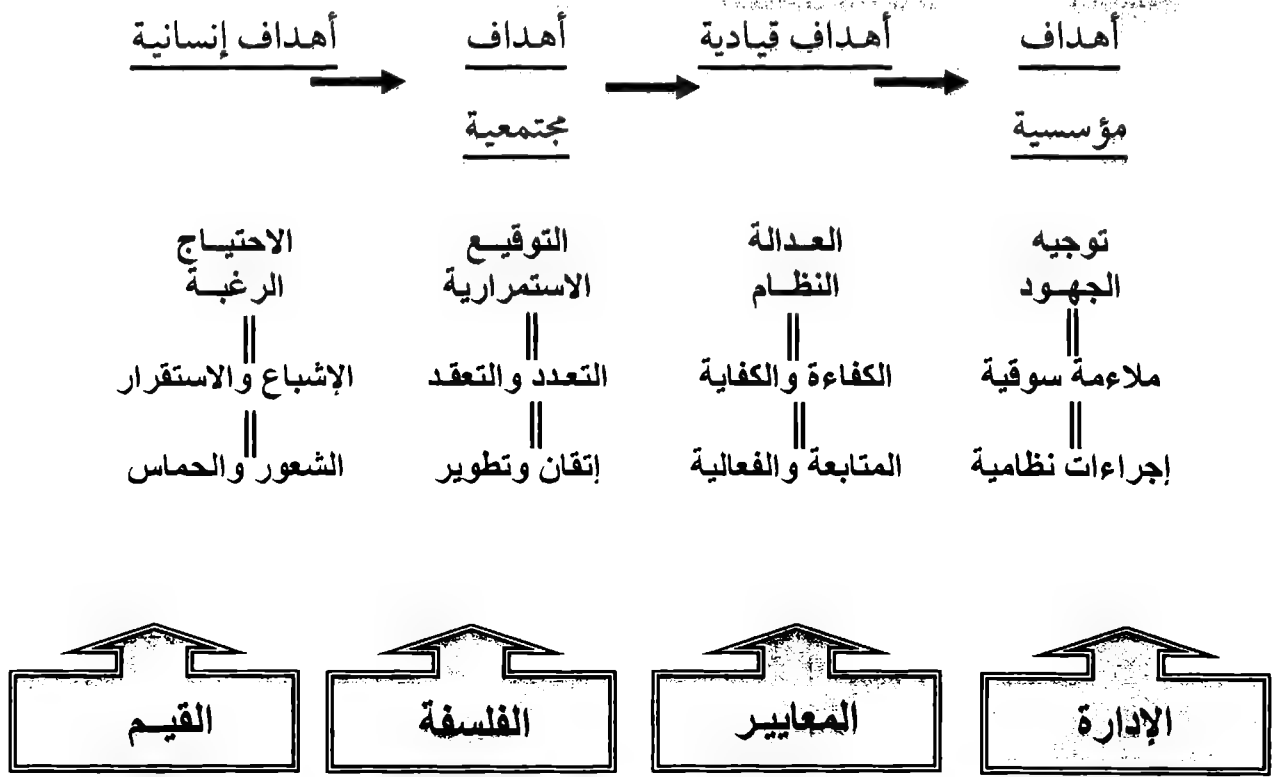 أهداف
مؤسسية
أهداف قيادية
أهداف
مجتمعية
أهداف إنسانية
توجيه
الجهود
ملاءمة سوقية
إجراءات نظامية
العدالة
النظام
الكفاءة والكفاية
المتابعة والفعالية
التوقيع
الاستمرارية
التعدد والتعقد
إتقان وتطوير
الاحتياج
الرغبة
الإشباع والاستقرار
الشعور والحماس
الإدارة
المعايير
الفلسفة
القيم